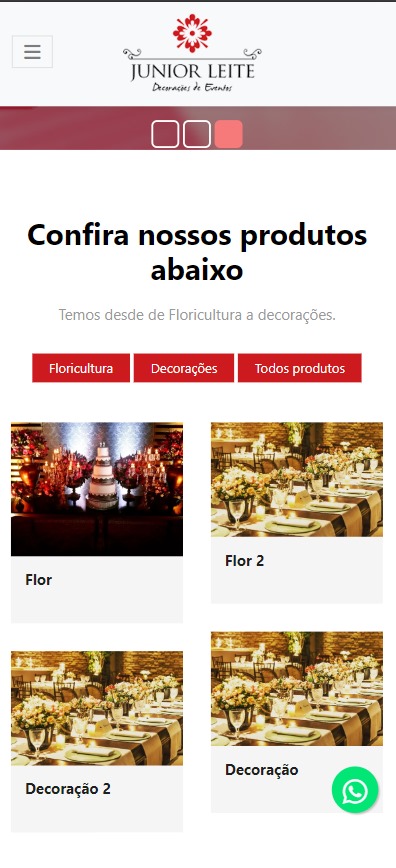 JUNIOR LEITE
Decorações de Eventos
Confira nossos produtos
abaixo
Temos desde de Floricultura a decorações.
Floricultura
Decorações
Todos produtos
Flor
Flor 2
Decoração 2
Decoração